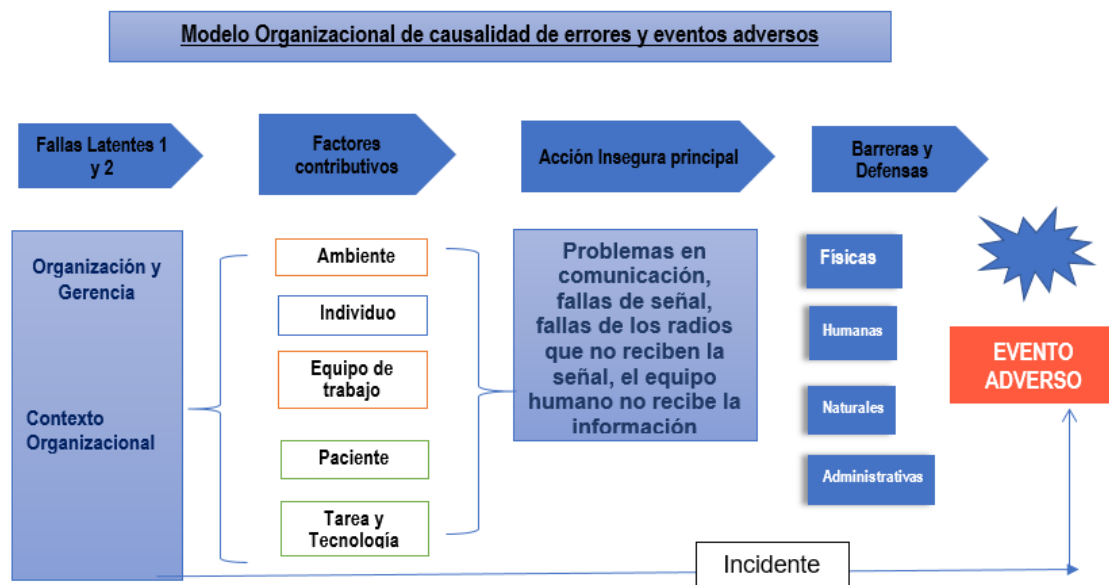 Modelo Organizacional de causalidad de errores y eventos adversos
Fallas Latentes 1
y 2
Factores
contributivos
Acción Insegura principal
Barreras y
Defensas
Organización y
Gerencia
Contexto
Organizacional
Ambiente
Individuo
Equipo de
trabajo
Paciente
Tarea y
Tecnología
Problemas en
comunicación,
fallas de señal,
fallas de los radios
que no reciben la
señal, el equipo
humano no recibe la
información
Físicas
Humanas
Naturales
Administrativas
EVENTO
ADVERSO
Incidente